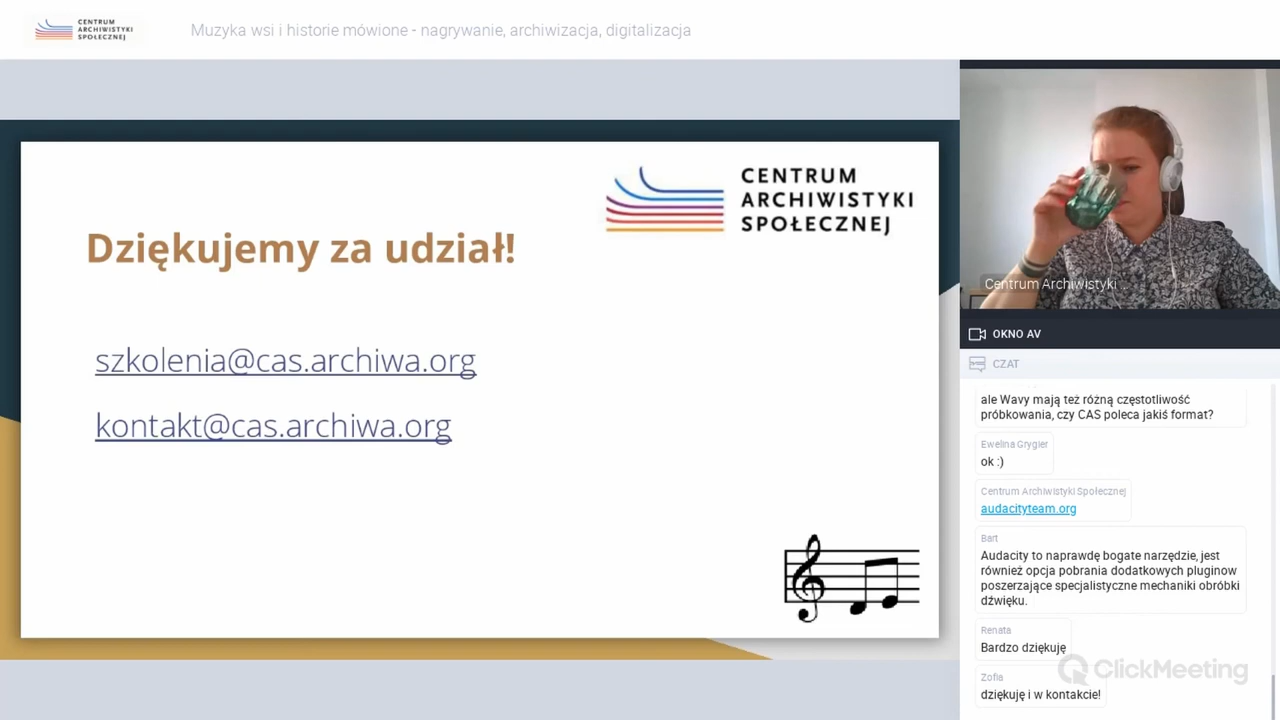 CENTRUM
ARCHIWISTYKI
SPOŁECZNEJ
Muzyka wsi i historie mówione - nagrywanie, archiwizacja, digitalizacja
CENTRUM
ARCHIWISTYKI
SPOŁECZNEJ
Dziękujemy za udział!
szkolenia@cas.archiwa.org
kontakt@cas.archiwa.org
Centrum Archiwistyki ...
OKNO AV
CZAT
ale Wavy mają też różną częstotliwość
próbkowania, czy CAS poleca jakiś format?
Ewelina Grygier
ok :)
Centrum Archiwistyki Społecznej
audacityteam.org
Bart
Audacity to naprawdę bogate narzędzie, jest
również opcja pobrania dodatkowych pluginow
poszerzające specjalistyczne mechaniki obróbki
dźwięku.
Renata
Bardzo dziękuję
Zofia
dziękuję i w kontakcie!
ClickMeeting